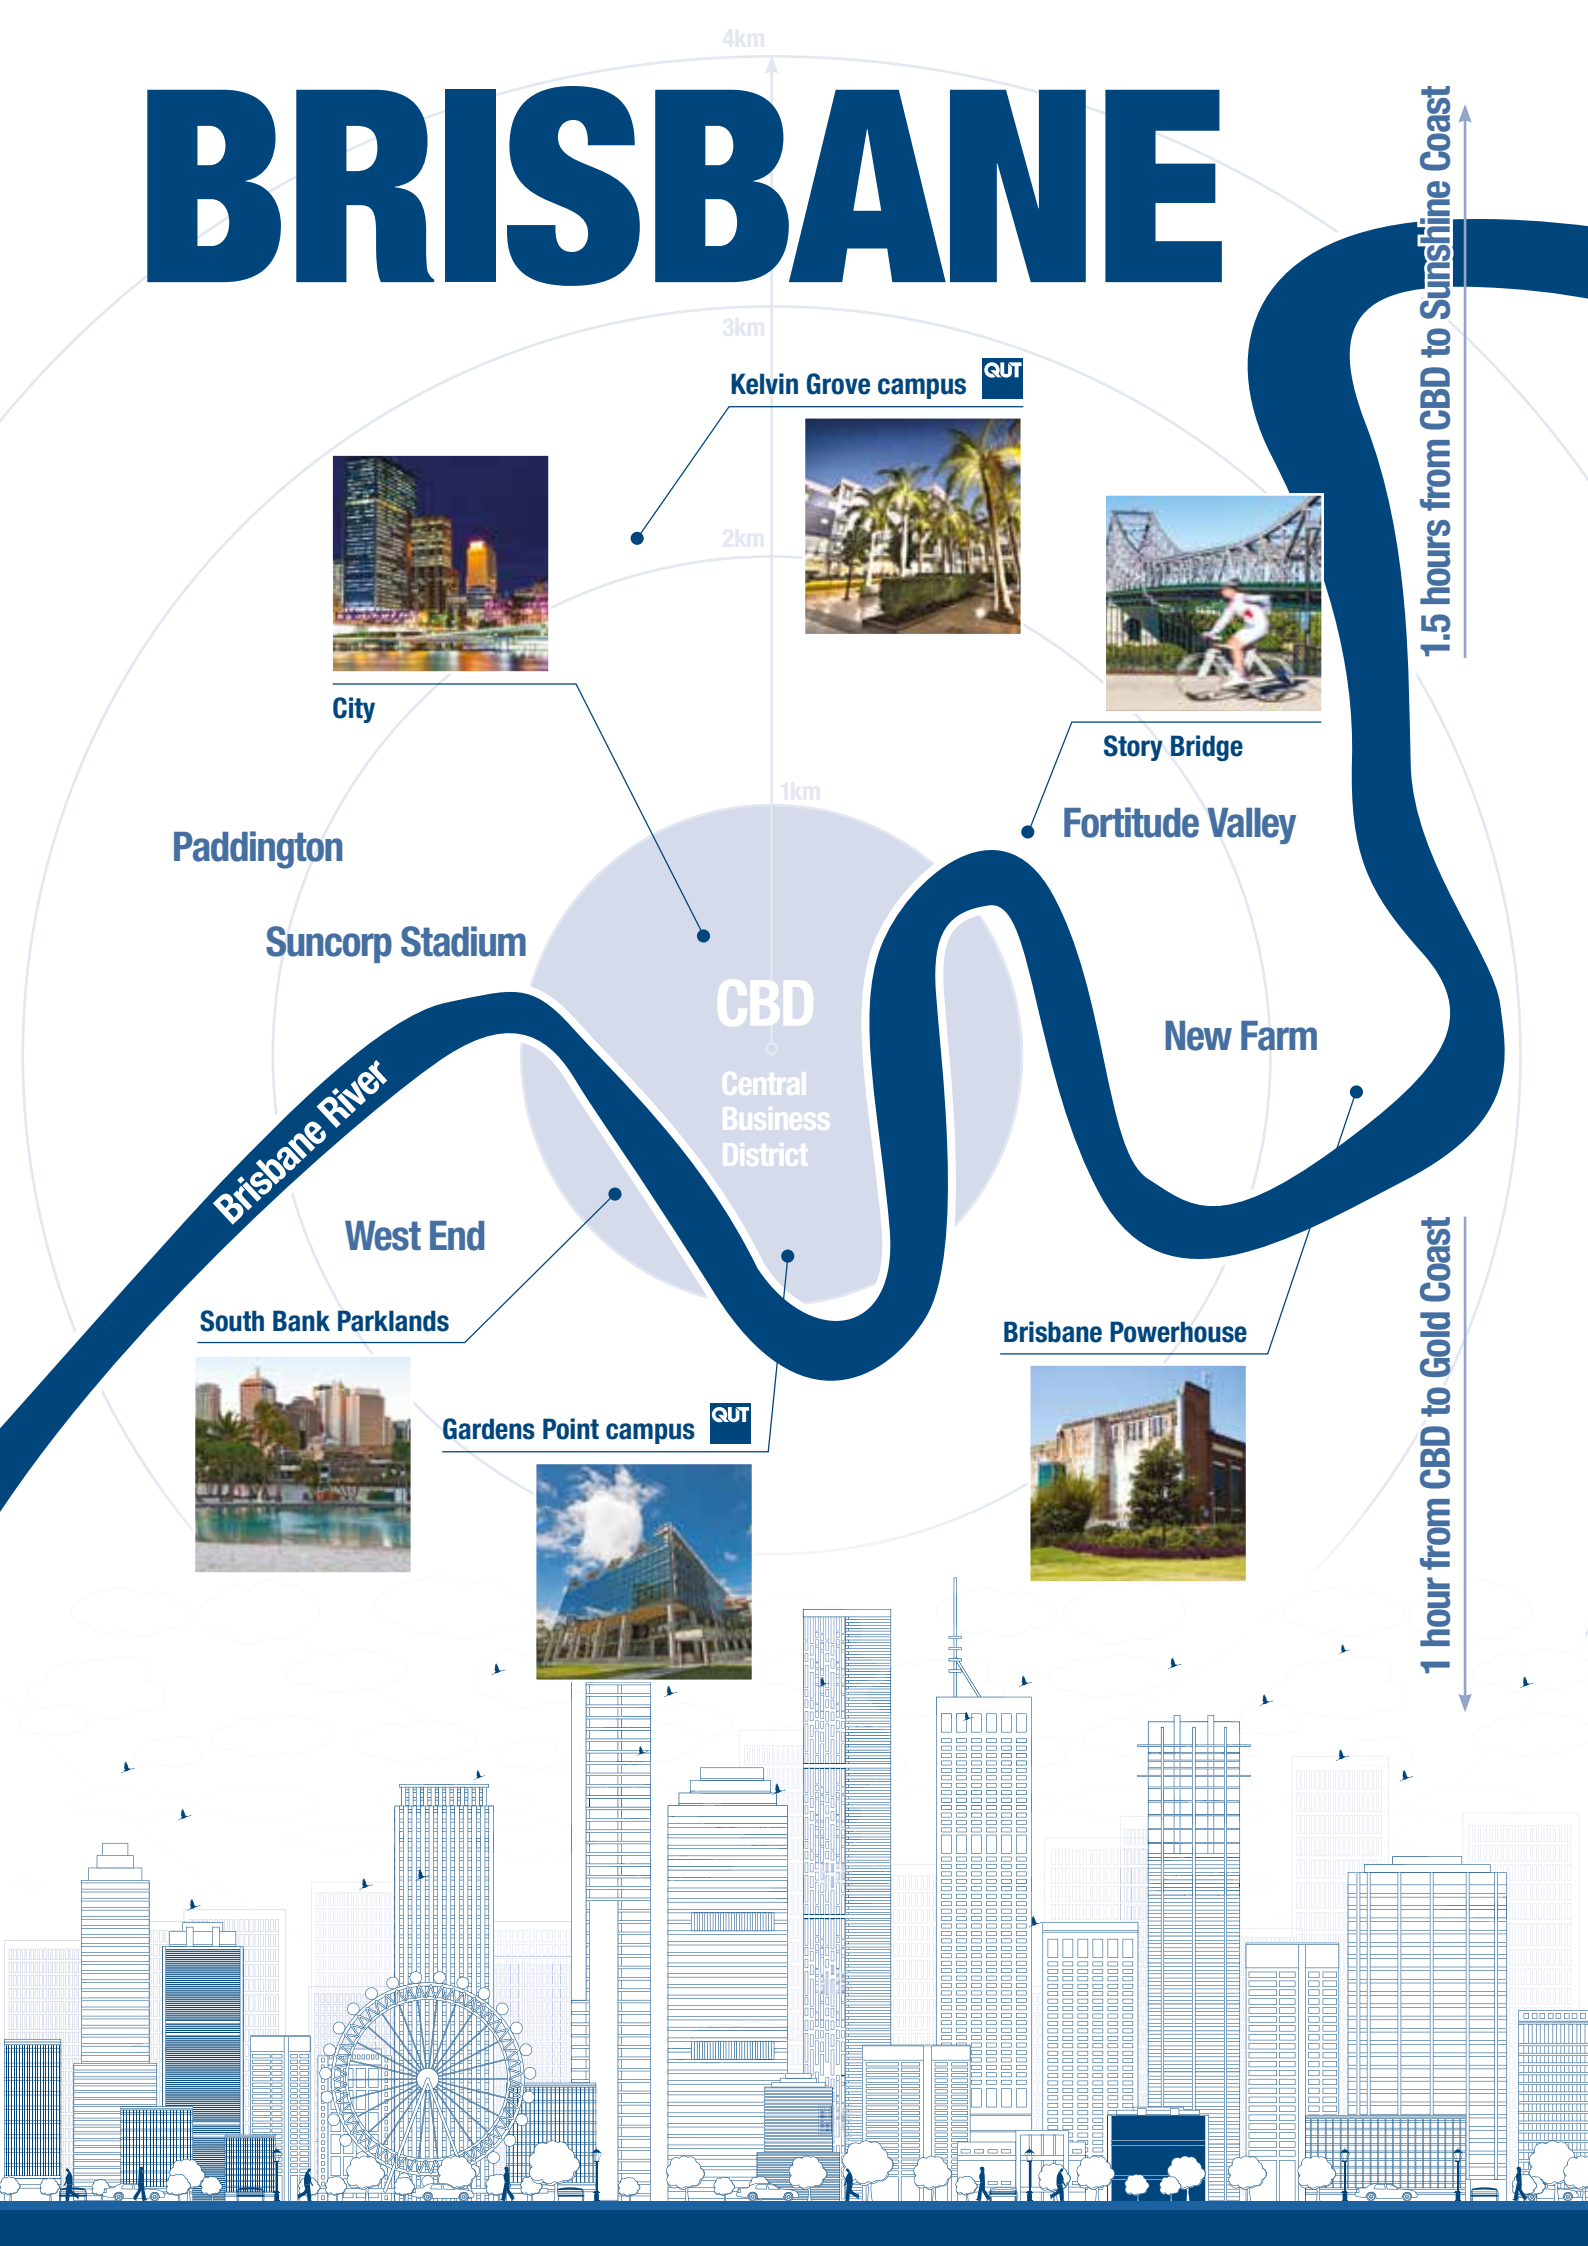 4km
BRISBANE
1.5 hours from CBD to Sunshine Coast
3km
Kelvin Grove campus
QUT
2km
City
Story Bridge
1km
Fortitude Valley
Paddington
Suncorp Stadium
CBD
New Farm
Central
Business
District
Brisbane River
West End
South Bank Parklands
Brisbane Powerhouse
1 hour from CBD to Gold Coast
Gardens Point campus
QUT